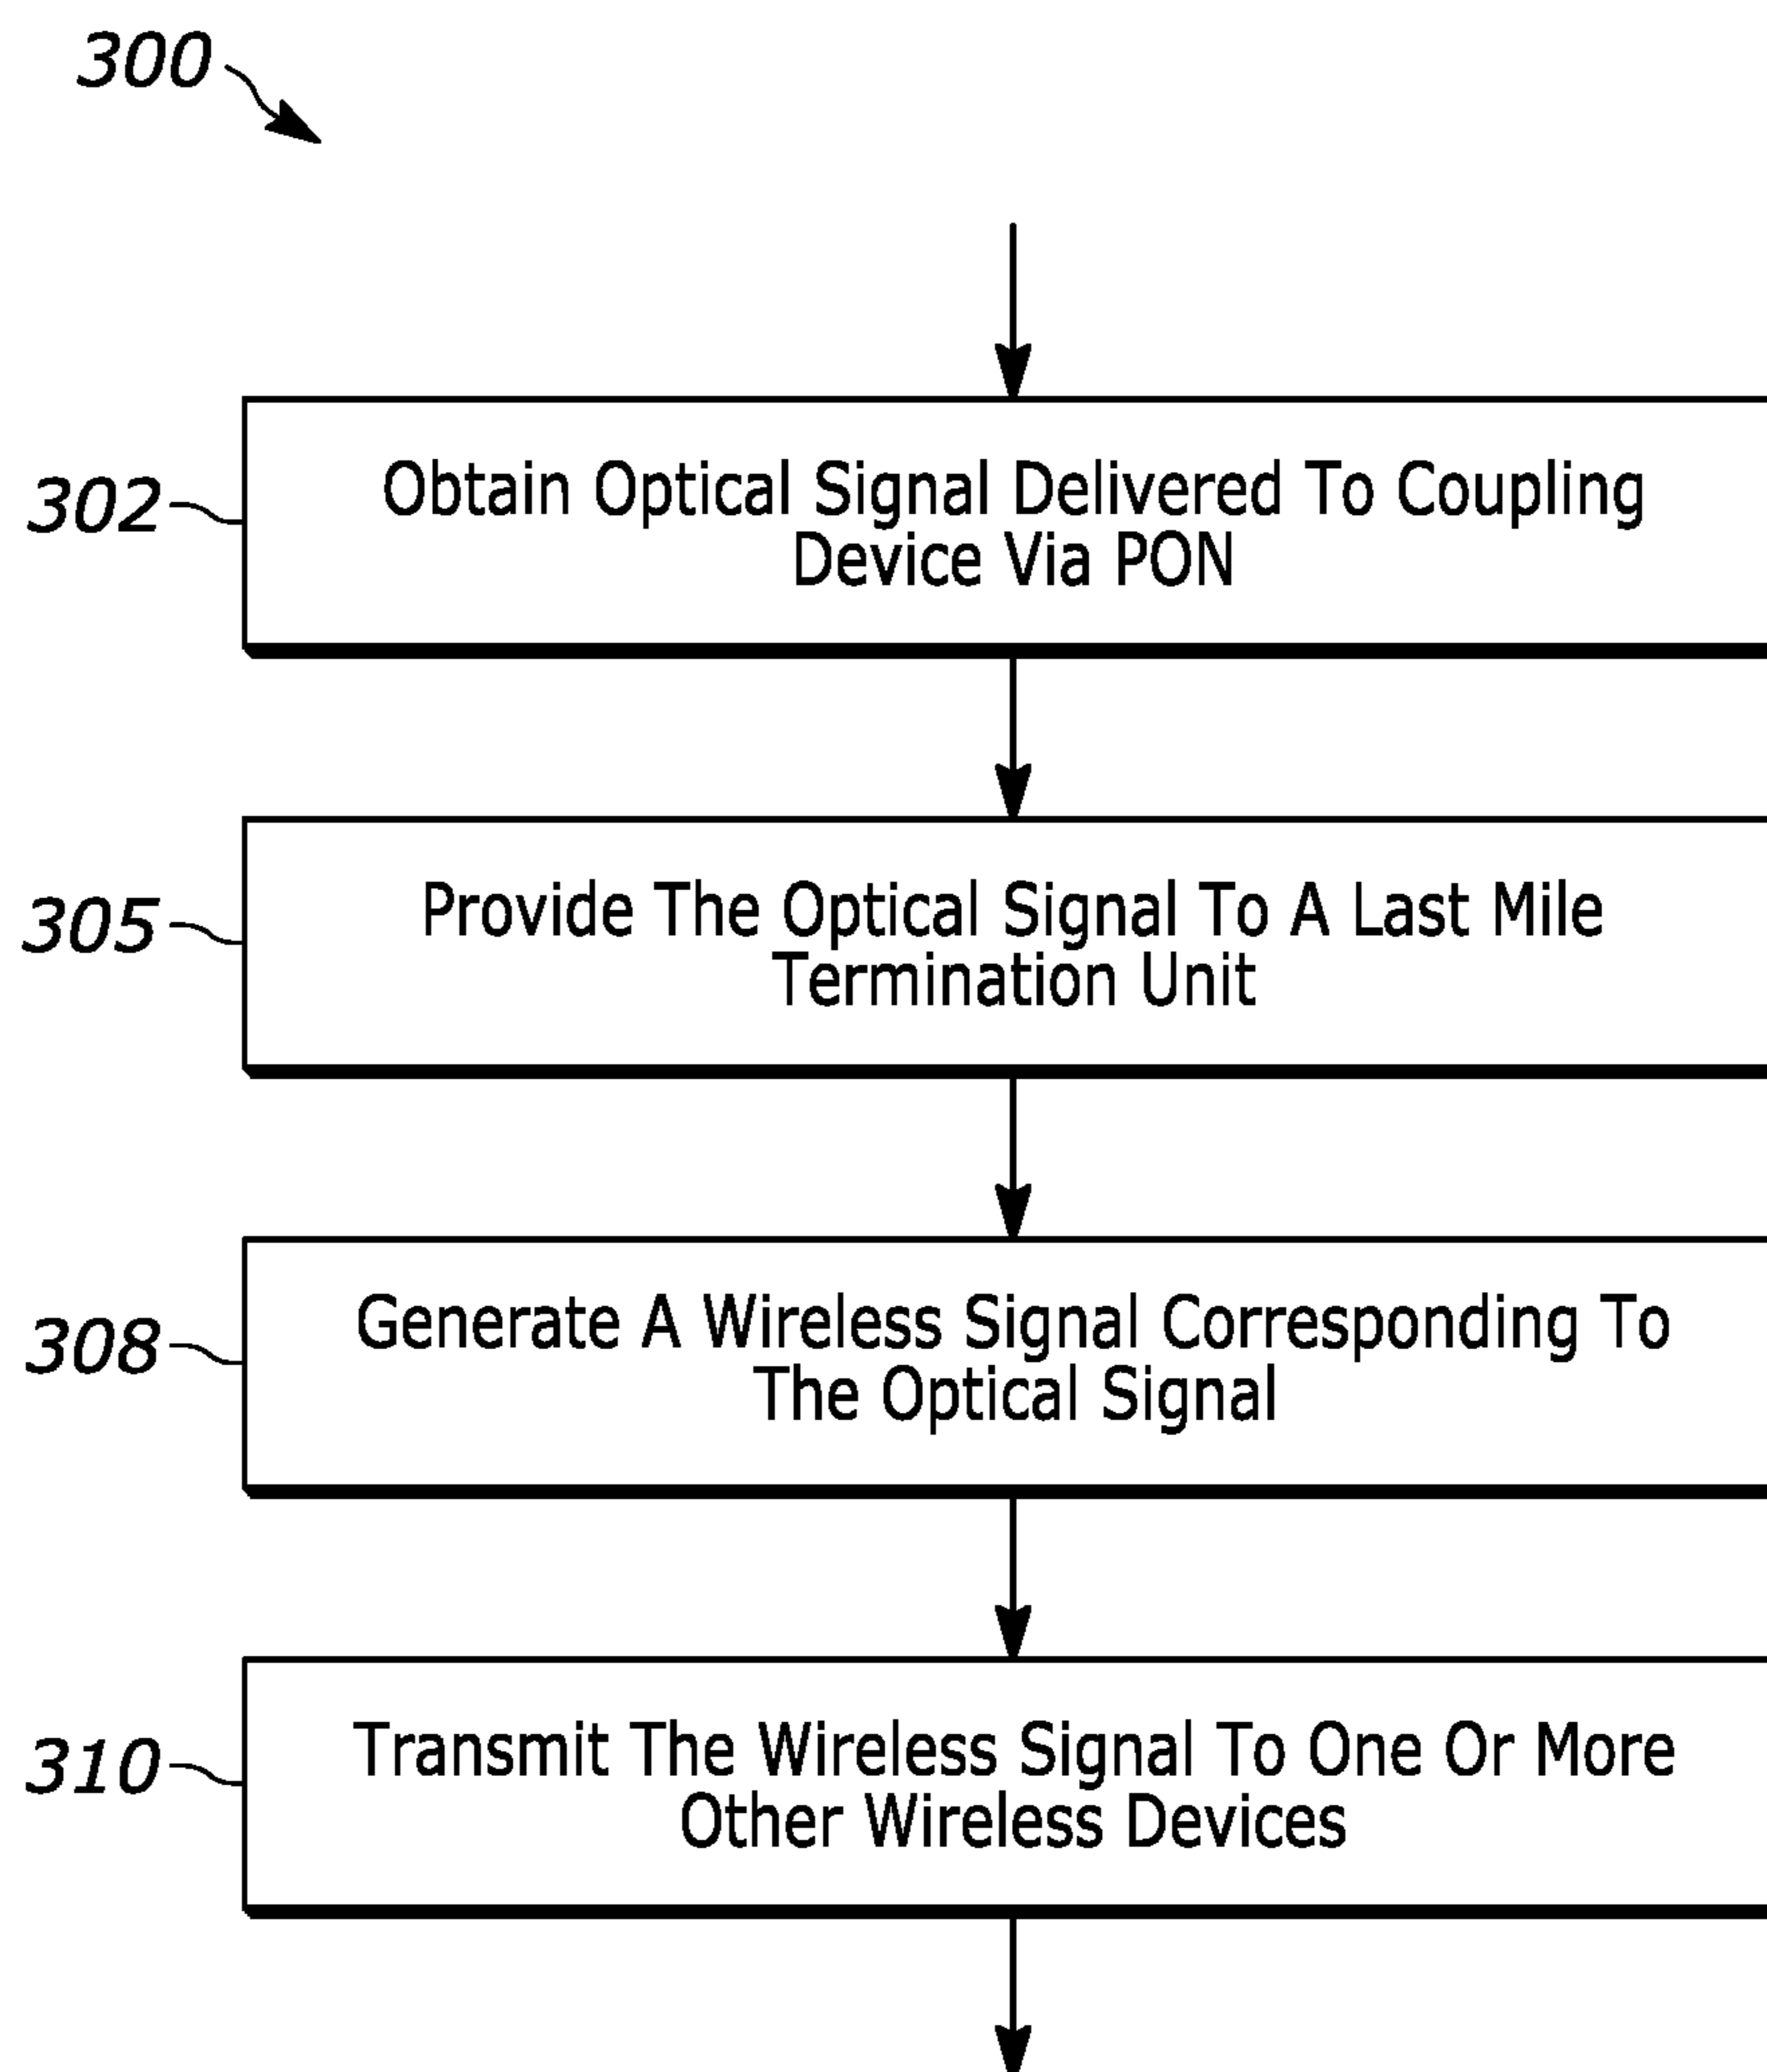 300
302
Obtain Optical Signal Delivered To Coupling
Device Via PON
305
Provide The Optical Signal To A Last Mile
Termination Unit
308
Generate A Wireless Signal Corresponding To
The Optical Signal
310
Transmit The Wireless Signal To One Or More
Other Wireless Devices